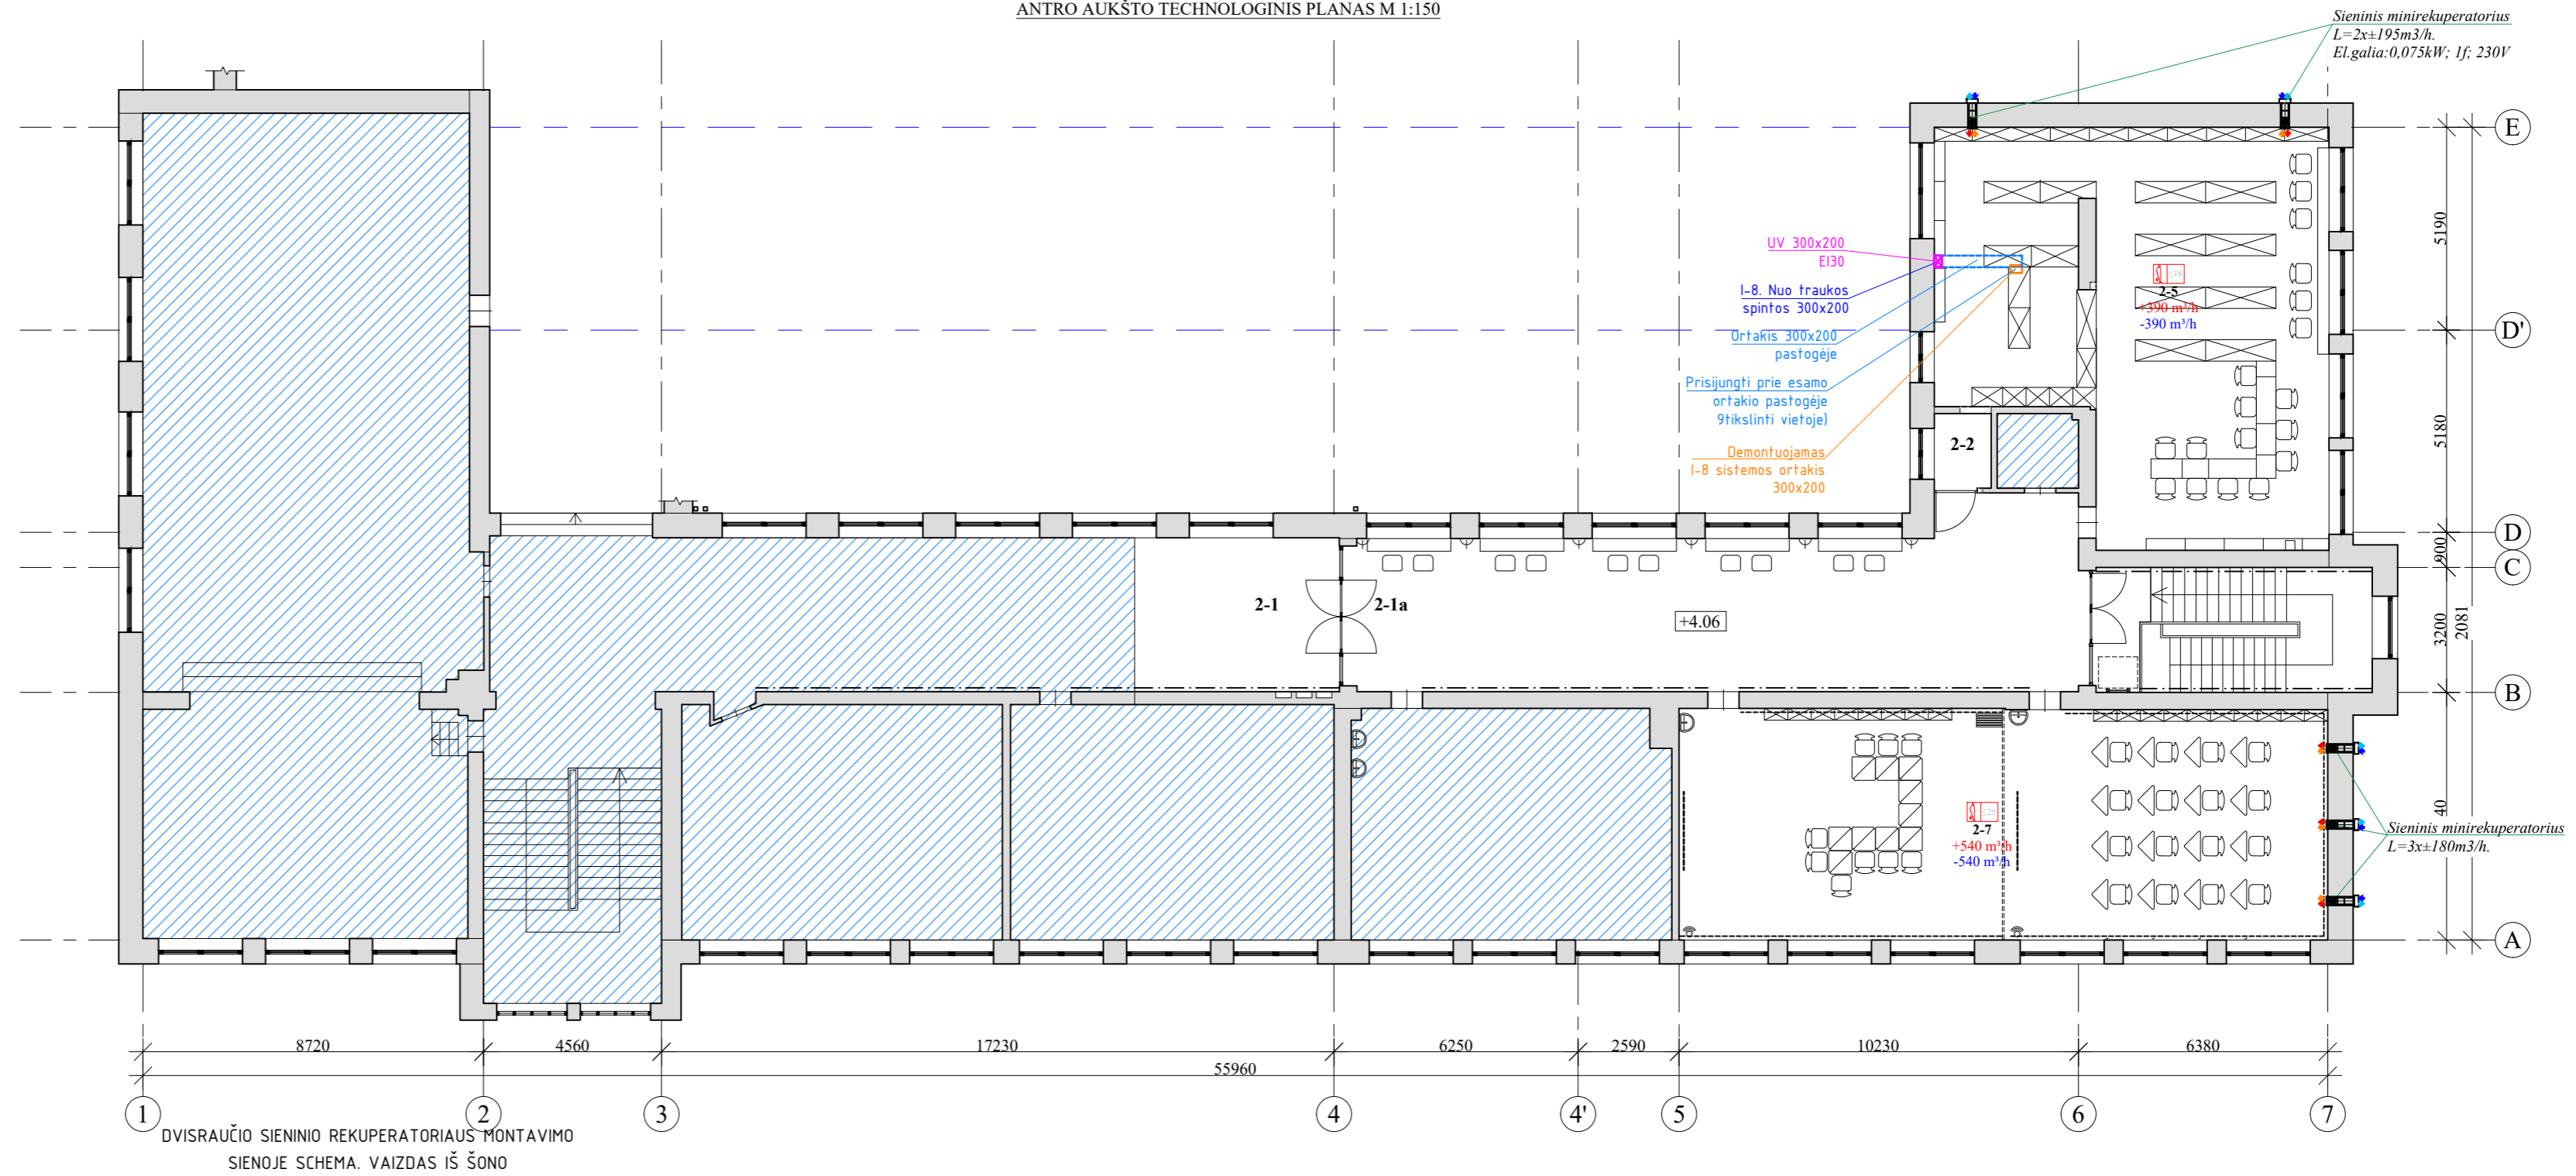 ANTRO AUKŠTO TECHNOLOGINIS PLANAS M 1:150
Sieninis minirekuperatorius
L=2x±195m3/h.
El.galia:0,075kW; 1f; 230V
E
5190
UV 300x200
EI30
I-8. Nuo traukos
spintos 300x200
Ortakis 300x200
pastogėje
Prisijungti prie esamo
ortakio pastogėje
9tikslinti vietoje)
Demontuojamas
I-8 sistemos ortakis
300x200
≤18
2-5
+390 m³/h
-390 m³/h
D'
5180
2-2
D
900
C
2-1
2-1a
+4.06
3200
2081
B
≤25
2-7
+540 m³/h
-540 m³/h
40
Sieninis minirekuperatorius
L=3x±180m3/h.
A
8720
4560
17230
6250
2590
10230
6380
55960
1
2
3
4
4'
5
6
7
DVISRAUČIO SIENINIO REKUPERATORIAUS MONTAVIMO
SIENOJE SCHEMA. VAIZDAS IŠ ŠONO